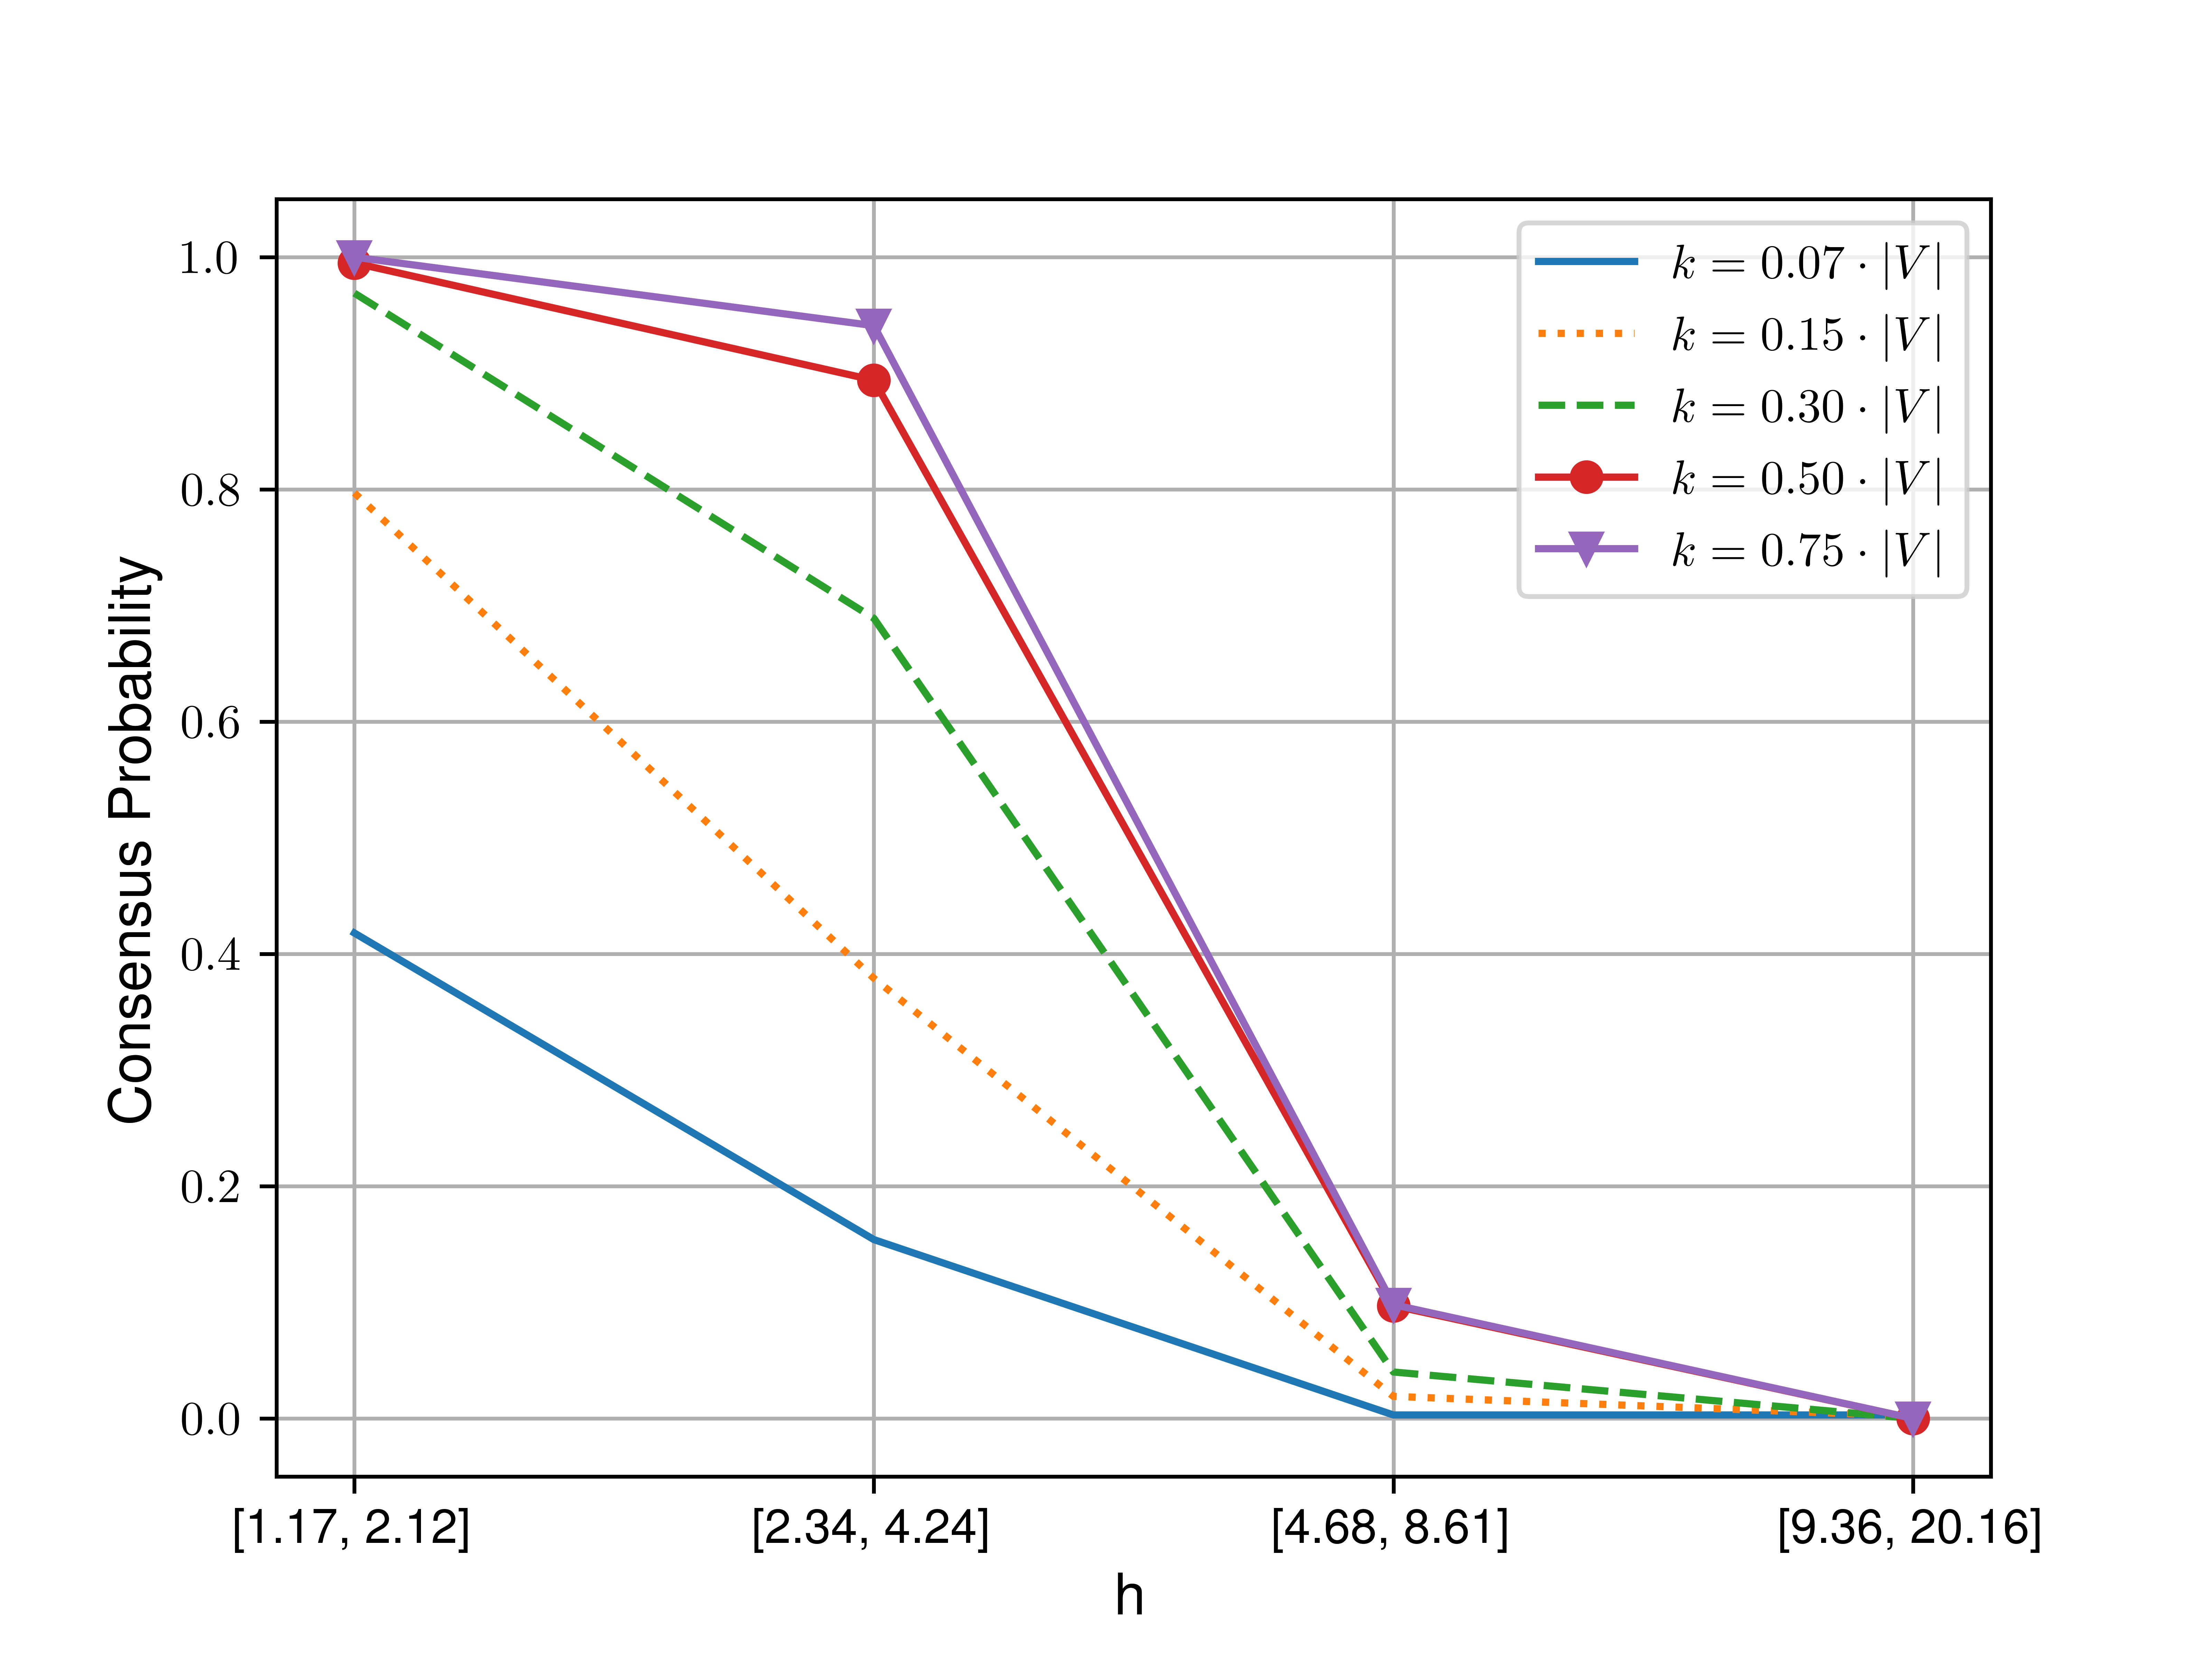 1.0
0.8
0.6
0.4
0.2
0.0
Consensus Probability
k = 0.07 · |V|
k = 0.15 · |V|
k = 0.30 · |V|
k = 0.50 · |V|
k = 0.75 · |V|
[1.17, 2.12] [2.34, 4.24] [4.68, 8.61] [9.36, 20.16]
h